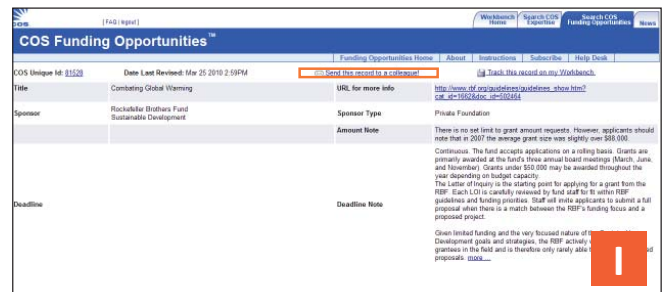 COS
[ FAQ | logout ]
Workbench Home
Search COS Expertise
Search COS Funding Opportunities
News
COS Funding Opportunities™
Funding Opportunities Home | About | Instructions | Subscribe | Help Desk |
COS Unique Id: 81528
Date Last Revised: Mar 25 2010 2:59PM
Send this record to a colleague!
Track this record on my Workbench.
Title
Combating Global Warming
URL for more info
http://www.rbf.org/guidelines/guidelines_show.htm?
cat_id=1662&doc_id=502464
Sponsor
Rockefeller Brothers Fund
Sustainable Development
Sponsor Type
Private Foundation
Amount Note
There is no set limit to grant amount requests. However, applicants should
note that in 2007 the average grant size was slightly over $88,000.
Deadline
Deadline Note
Continuous. The fund accepts applications on a rolling basis. Grants are
primarily awarded at the fund's three annual board meetings (March, June,
and November). Grants under $50,000 may be awarded throughout the
year depending on budget capacity.
The Letter of Inquiry is the starting point for applying for a grant from the
RBF. Each LOI is carefully reviewed by fund staff for fit within RBF
guidelines and funding priorities. Staff will invite applicants to submit a full
proposal when there is a match between the RBF's funding focus and a
proposed project.
Given limited funding and the very focused nature of the
Development goals and strategies, the RBF actively
grantees in the field and is therefore only rarely able
proposals. more ...
I